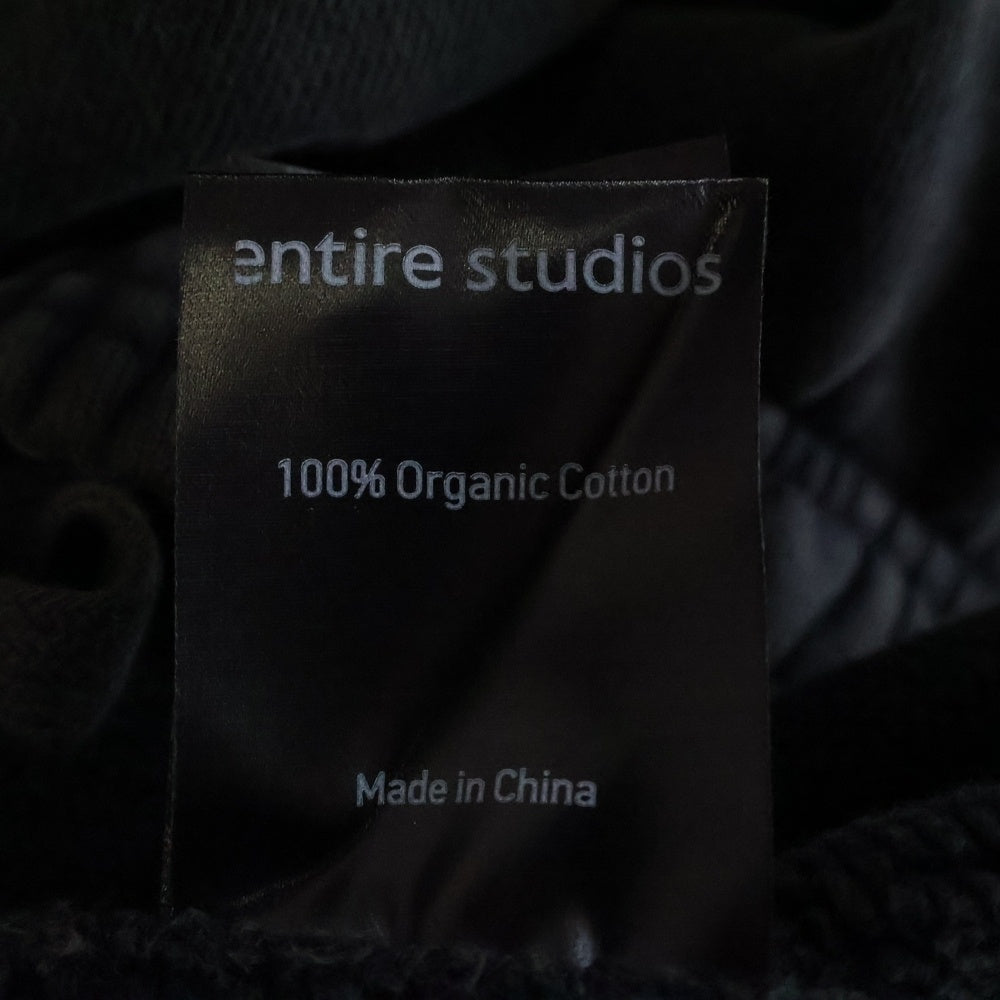 entire studios
100% Organic Cotton
Made in China